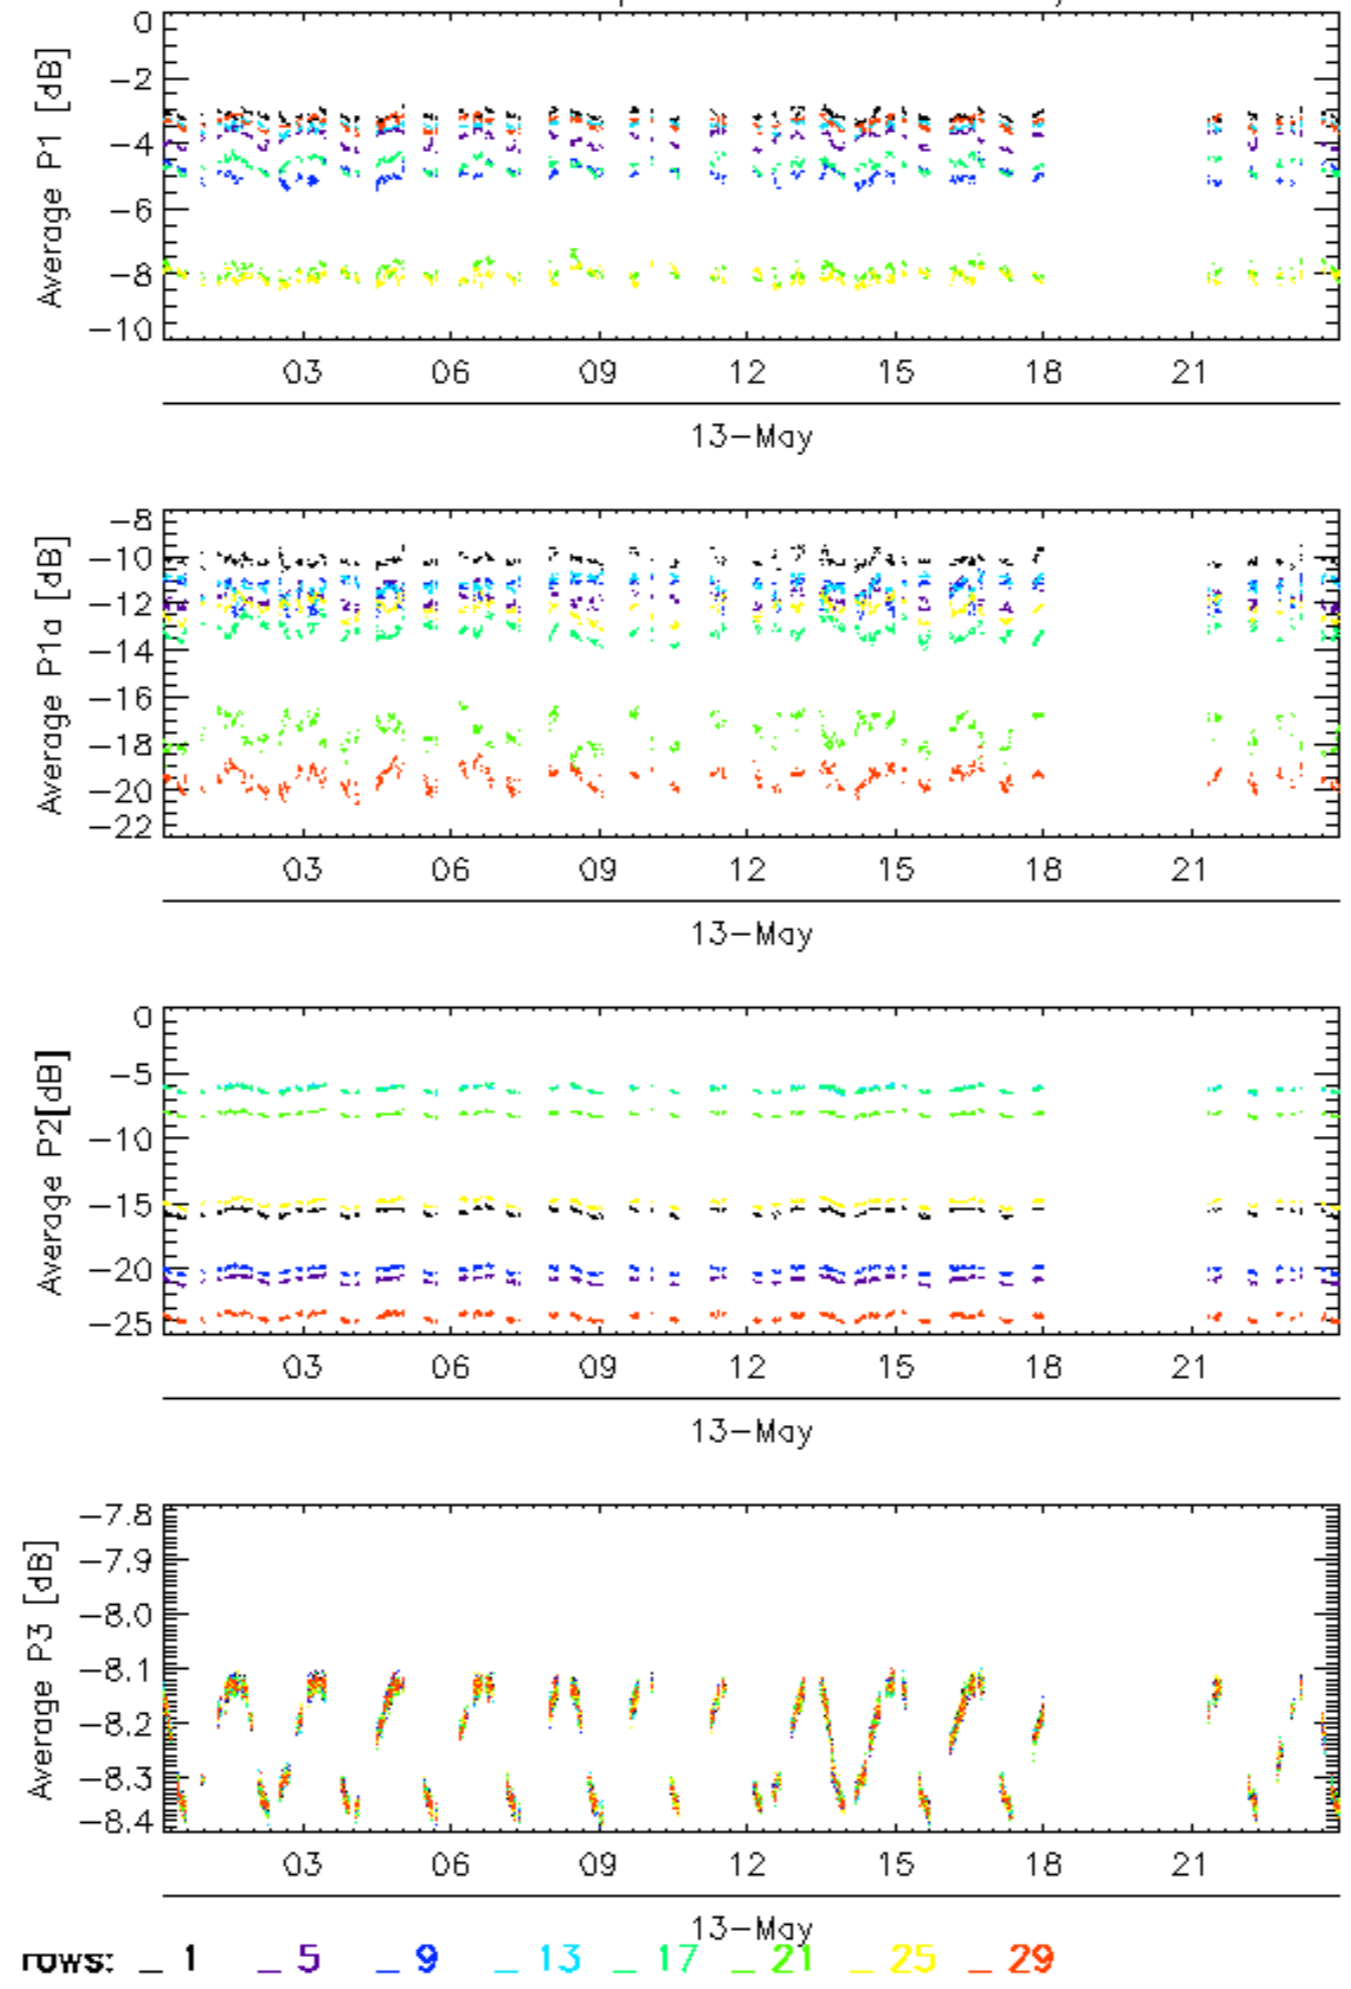 0
−2
−4
−6
−8
−10
Average P1 [dB]
03 06 09 12 15 18 21
13−May
−8
−10
−12
−14
−16
−18
−20
−22
Average P1a [dB]
03 06 09 12 15 18 21
13−May
0
−5
−10
−15
−20
−25
Average P2[dB]
03 06 09 12 15 18 21
13−May
−7.8
−7.9
−8.0
−8.1
−8.2
−8.3
−8.4
Average P3 [dB]
03 06 09 12 15 18 21
13−May
rows: _ 1 _ 5 _ 9 _ 13 _ 17 _ 21 _ 25 _ 29